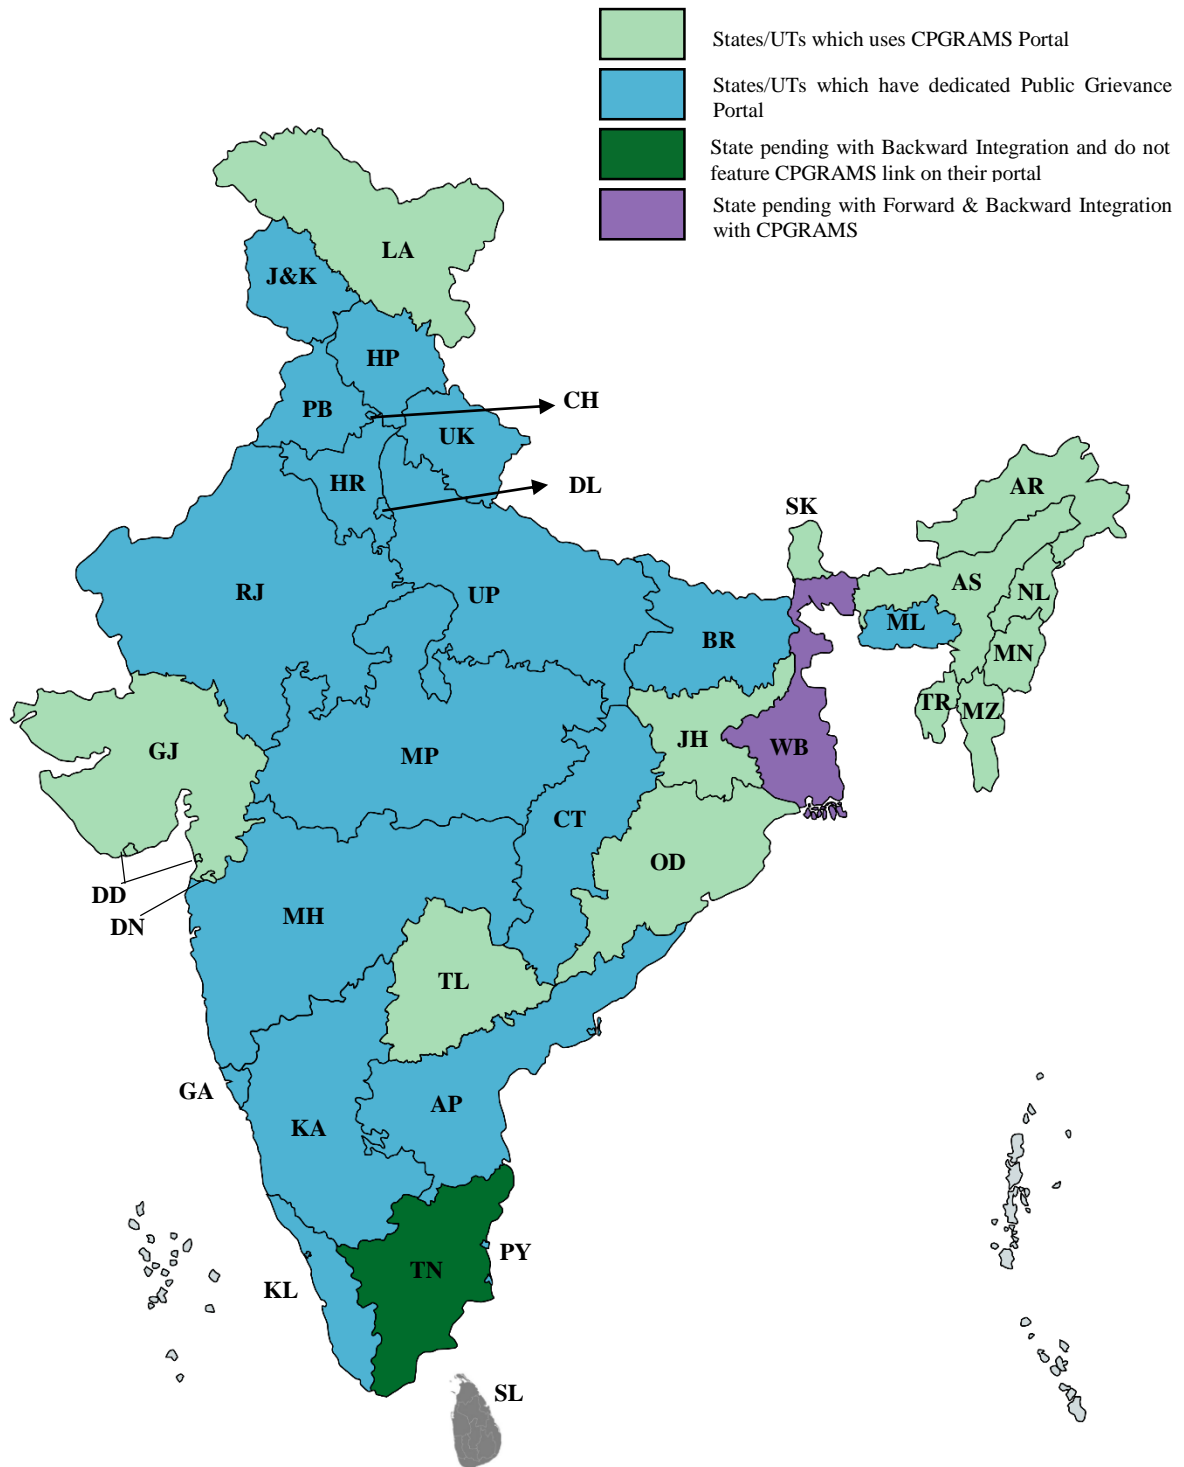 States/UTs which uses CPGRAMS Portal
States/UTs which have dedicated Public Grievance
Portal
State pending with Backward Integration and do not
feature CPGRAMS link on their portal
State pending with Forward & Backward Integration
with CPGRAMS
LA
J&K
HP
CH
PB
UK
HR
DL
AR
SK
AS
NL
RJ
UP
ML
BR
MN
TR
MZ
JH
WB
GJ
MP
CT
OD
DD
DN
MH
TL
GA
AP
KA
PY
TN
KL
SL